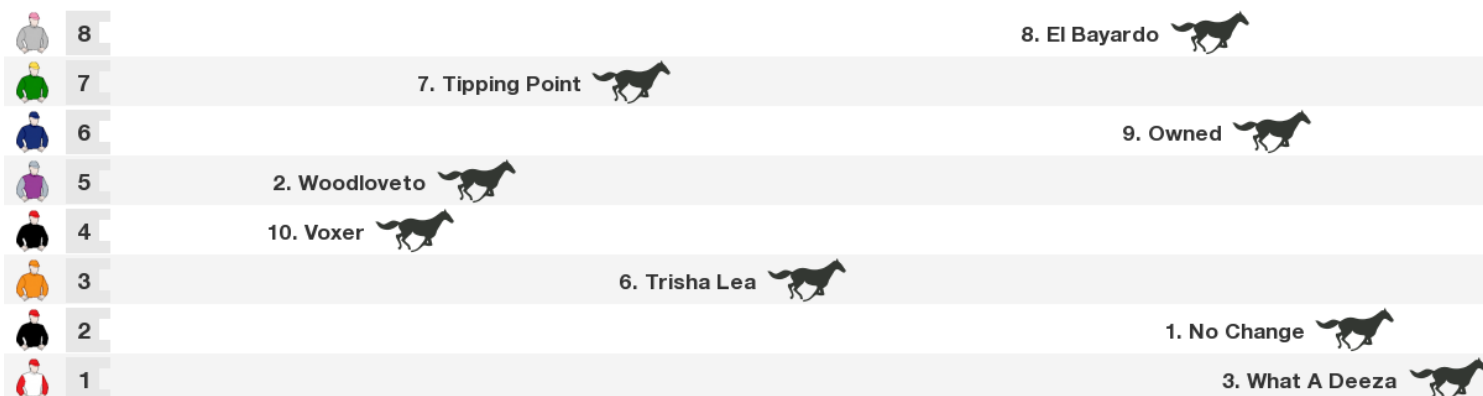 8 8. El Bayardo
7 7. Tipping Point
6 9. Owned
5 2. Woodloveto
4 10. Voxer
3 6. Trisha Lea
2 1. No Change
1 3. What A Deeza